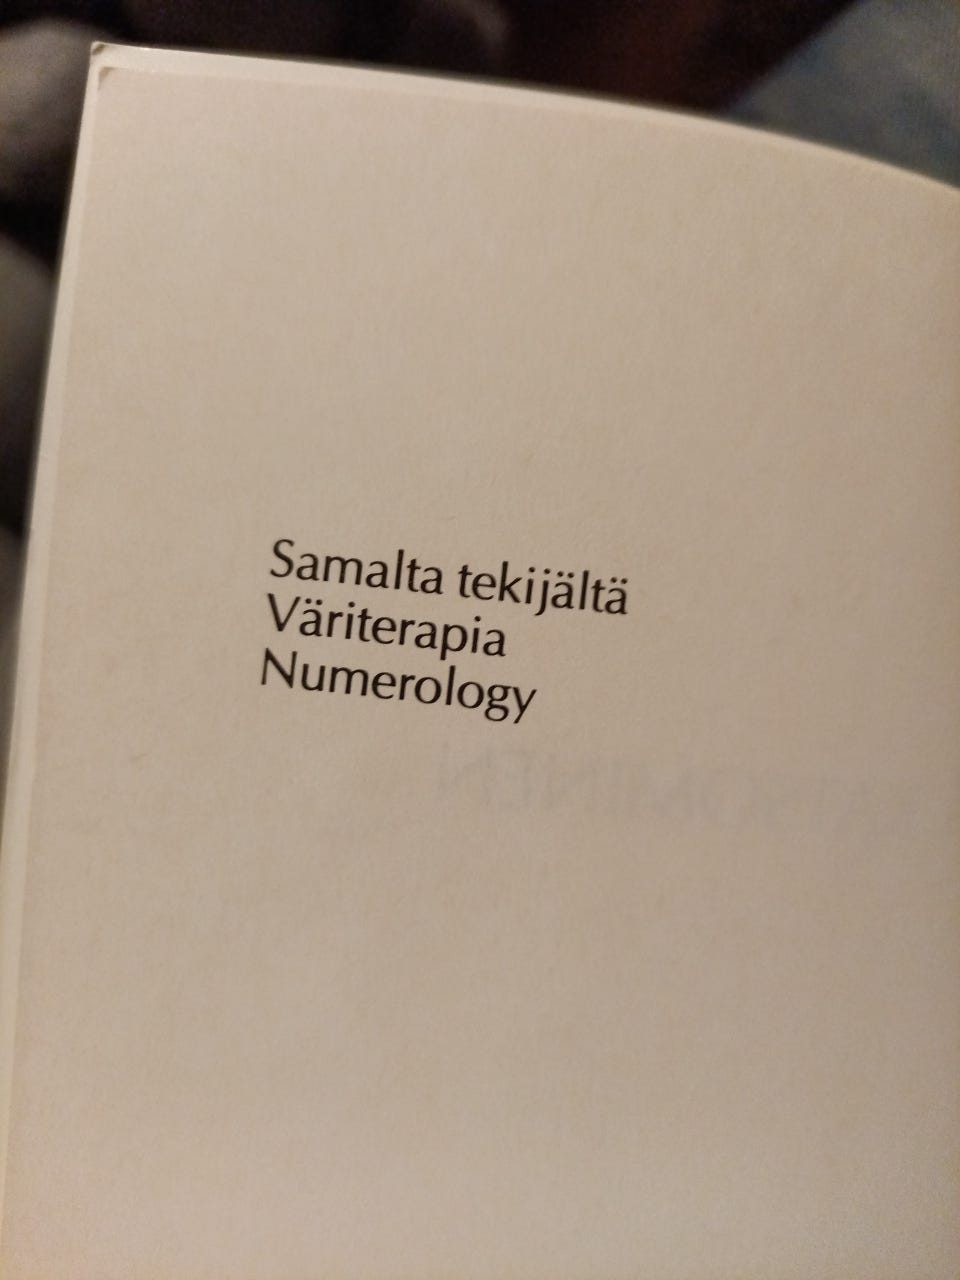 Samalta tekijältä
Väriterapia
Numerology